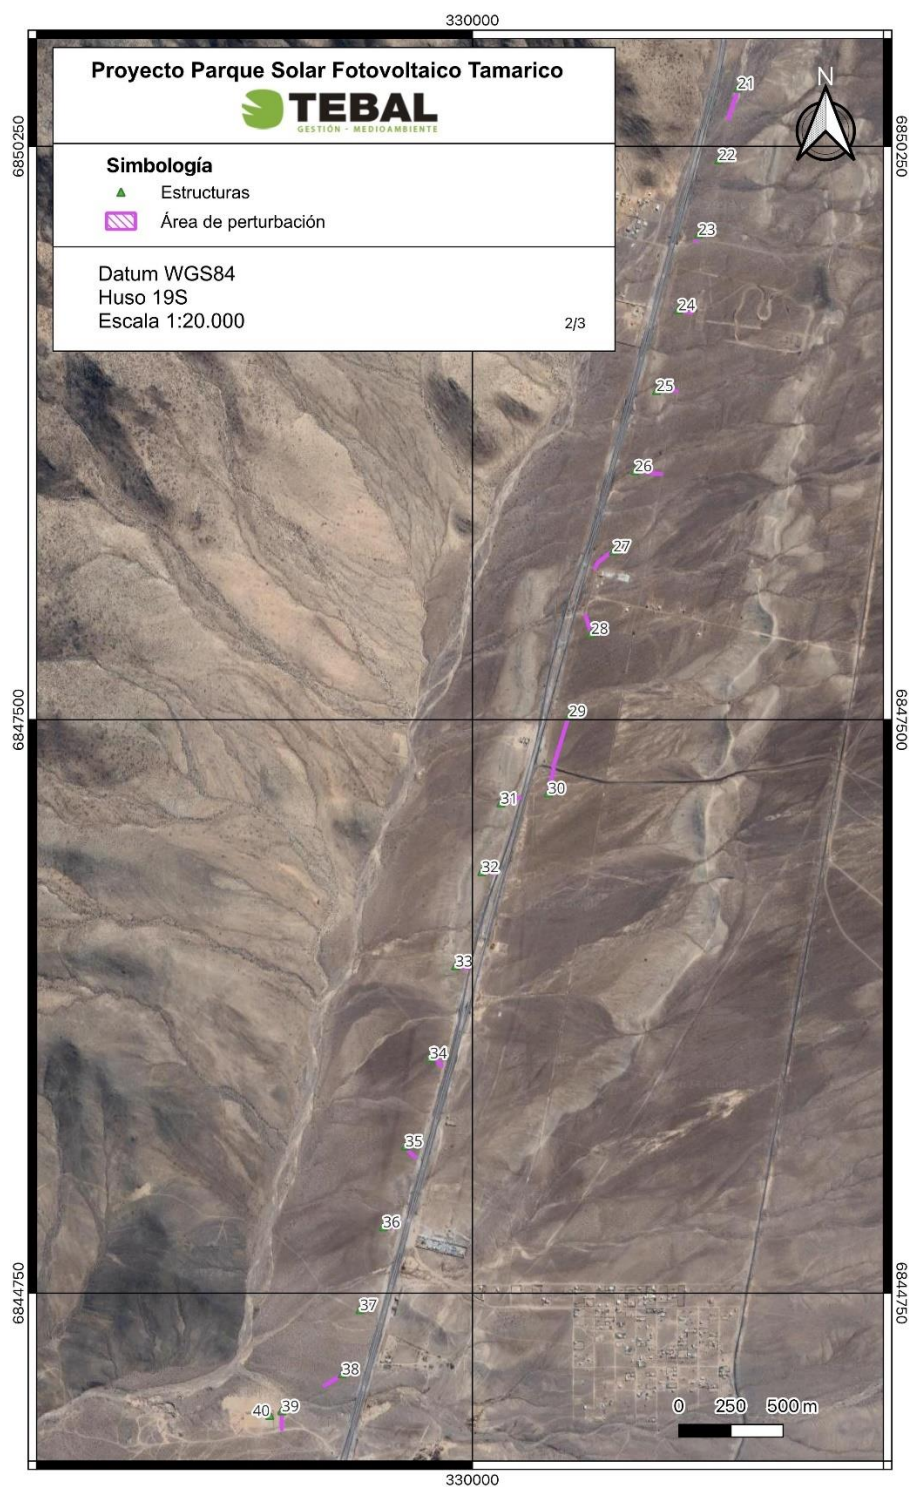 330000
Proyecto Parque Solar Fotovoltaico Tamarico
TEBAL
GESTIÓN - MEDIOAMBIENTE
Simbología
Estructuras
Área de perturbación
Datum WGS84
Huso 19S
Escala 1:20.000
2/3
N
6850250
6850250
21
22
23
24
25
26
27
28
6847500
6847500
29
30
31
32
33
34
35
36
6844750
6844750
37
38
39
40
0 250 500 m
330000